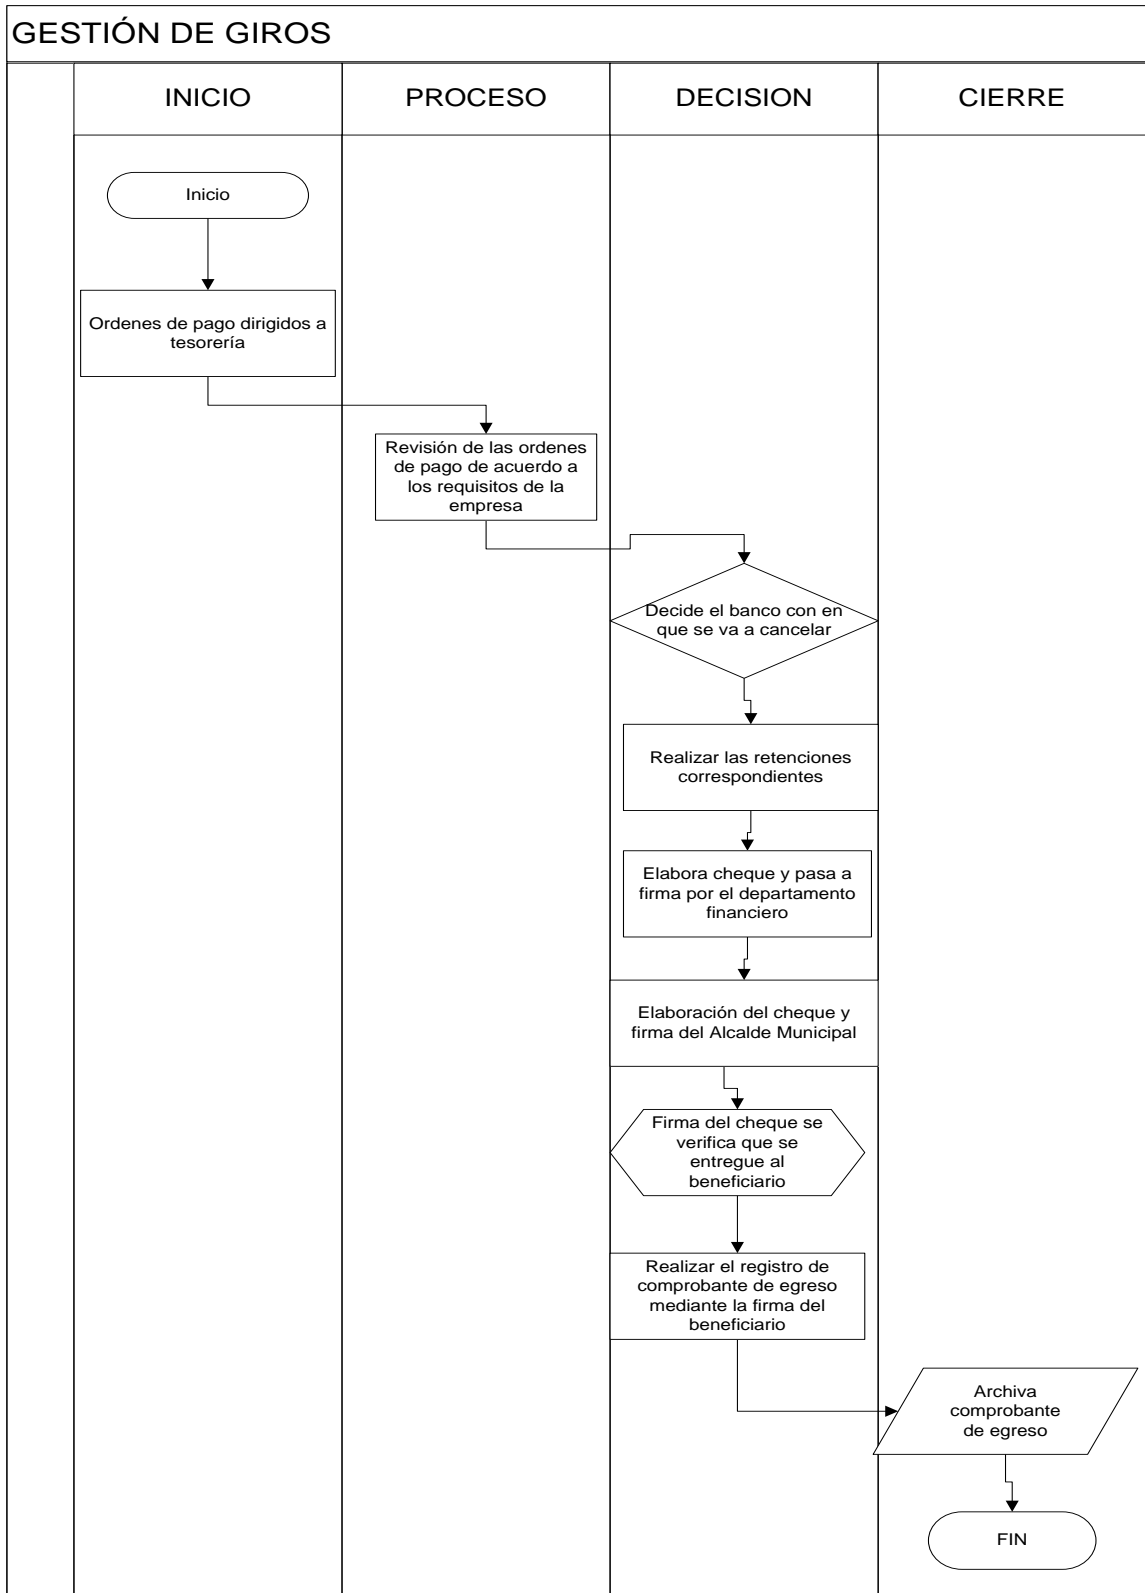 GESTIÓN DE GIROS
INICIO
PROCESO
DECISION
CIERRE
Inicio
Ordenes de pago dirigidos a
tesorería
Revisión de las ordenes
de pago de acuerdo a
los requisitos de la
empresa
Decide el banco con en
que se va a cancelar
Realizar las retenciones
correspondientes
Elabora cheque y pasa a
firma por el departamento
financiero
Elaboración del cheque y
firma del Alcalde Municipal
Firma del cheque se
verifica que se
entregue al
beneficiario
Realizar el registro de
comprobante de egreso
mediante la firma del
beneficiario
Archiva
comprobante
de egreso
FIN